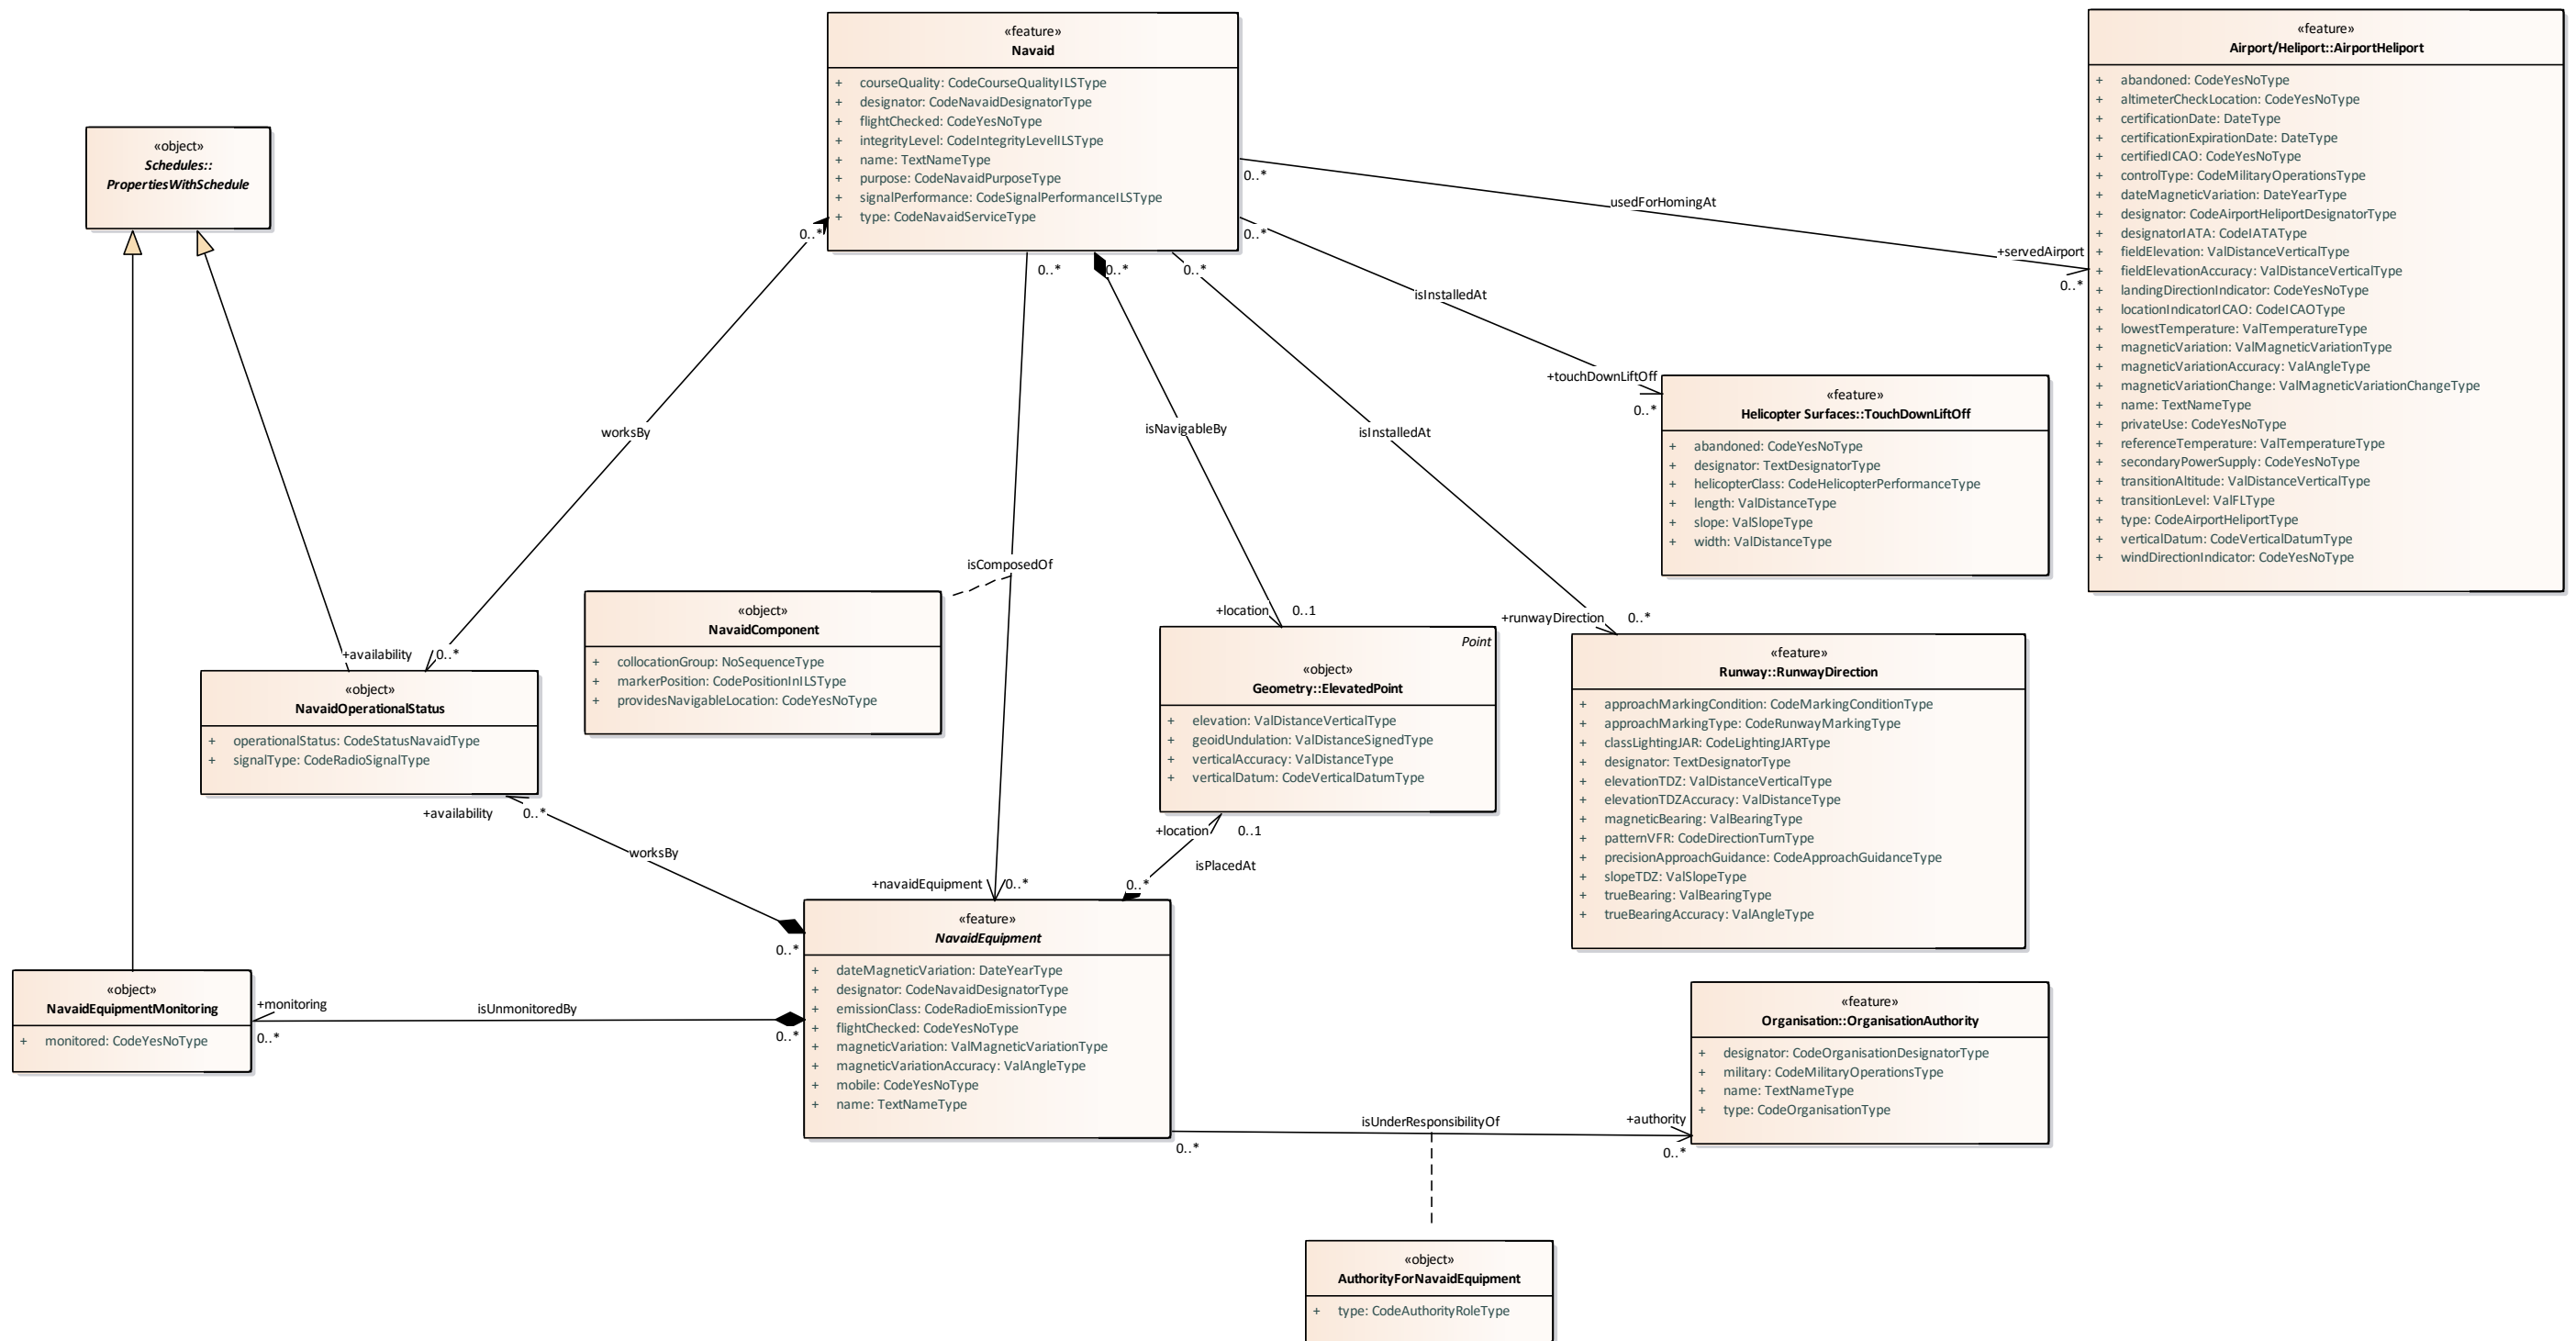 «feature»
Navaid
+ courseQuality: CodeCourseQualityILSType
+ designator: CodeNavaidDesignatorType
+ flightChecked: CodeYesNoType
+ integrityLevel: CodeIntegrityLevelILSType
+ name: TextNameType
+ purpose: CodeNavaidPurposeType
+ signalPerformance: CodeSignalPerformanceILSType
+ type: CodeNavaidServiceType
«feature»
Airport/Heliport::AirportHeliport
+ abandoned: CodeYesNoType
+ altimeterCheckLocation: CodeYesNoType
+ certificationDate: DateType
+ certificationExpirationDate: DateType
+ certifiedICAO: CodeYesNoType
+ controlType: CodeMilitaryOperationsType
+ dateMagneticVariation: DateYearType
+ designator: CodeAirportHeliportDesignatorType
+ designatorIATA: CodeIATAType
+ fieldElevation: ValDistanceVerticalType
+ fieldElevationAccuracy: ValDistanceVerticalType
+ landingDirectionIndicator: CodeYesNoType
+ locationIndicatorICAO: CodeICAOType
+ lowestTemperature: ValTemperatureType
+ magneticVariation: ValMagneticVariationType
+ magneticVariationAccuracy: ValAngleType
+ magneticVariationChange: ValMagneticVariationChangeType
+ name: TextNameType
+ privateUse: CodeYesNoType
+ referenceTemperature: ValTemperatureType
+ secondaryPowerSupply: CodeYesNoType
+ transitionAltitude: ValDistanceVerticalType
+ transitionLevel: ValFLType
+ type: CodeAirportHeliportType
+ verticalDatum: CodeVerticalDatumType
+ windDirectionIndicator: CodeYesNoType
«object»
Schedules::
PropertiesWithSchedule
0..*
usedForHomingAt
+servedAirport
0..*
0..*
isInstalledAt
+touchDownLiftOff
0..*
0..*
worksBy
+availability
0..*
0..*
isComposedOf
+navaidEquipment
0..*
0..*
isNavigableBy
+location
0..1
0..*
isInstalledAt
+runwayDirection
0..*
«feature»
Helicopter Surfaces::TouchDownLiftOff
+ abandoned: CodeYesNoType
+ designator: TextDesignatorType
+ helicopterClass: CodeHelicopterPerformanceType
+ length: ValDistanceType
+ slope: ValSlopeType
+ width: ValDistanceType
«object»
NavaidComponent
+ collocationGroup: NoSequenceType
+ markerPosition: CodePositionInILSType
+ providesNavigableLocation: CodeYesNoType
Point
«object»
Geometry::ElevatedPoint
+ elevation: ValDistanceVerticalType
+ geoidUndulation: ValDistanceSignedType
+ verticalAccuracy: ValDistanceType
+ verticalDatum: CodeVerticalDatumType
«feature»
Runway::RunwayDirection
+ approachMarkingCondition: CodeMarkingConditionType
+ approachMarkingType: CodeRunwayMarkingType
+ classLightingJAR: CodeLightingJARType
+ designator: TextDesignatorType
+ elevationTDZ: ValDistanceVerticalType
+ elevationTDZAccuracy: ValDistanceType
+ magneticBearing: ValBearingType
+ patternVFR: CodeDirectionTurnType
+ precisionApproachGuidance: CodeApproachGuidanceType
+ slopeTDZ: ValSlopeType
+ trueBearing: ValBearingType
+ trueBearingAccuracy: ValAngleType
«object»
NavaidOperationalStatus
+ operationalStatus: CodeStatusNavaidType
+ signalType: CodeRadioSignalType
+availability
0..*
worksBy
0..*
+location
0..1
isPlacedAt
0..*
«feature»
NavaidEquipment
+ dateMagneticVariation: DateYearType
+ designator: CodeNavaidDesignatorType
+ emissionClass: CodeRadioEmissionType
+ flightChecked: CodeYesNoType
+ magneticVariation: ValMagneticVariationType
+ magneticVariationAccuracy: ValAngleType
+ mobile: CodeYesNoType
+ name: TextNameType
«object»
NavaidEquipmentMonitoring
+ monitored: CodeYesNoType
+monitoring
0..*
isUnmonitoredBy
0..*
«feature»
Organisation::OrganisationAuthority
+ designator: CodeOrganisationDesignatorType
+ military: CodeMilitaryOperationsType
+ name: TextNameType
+ type: CodeOrganisationType
0..*
isUnderResponsibilityOf
+authority
0..*
«object»
AuthorityForNavaidEquipment
+ type: CodeAuthorityRoleType